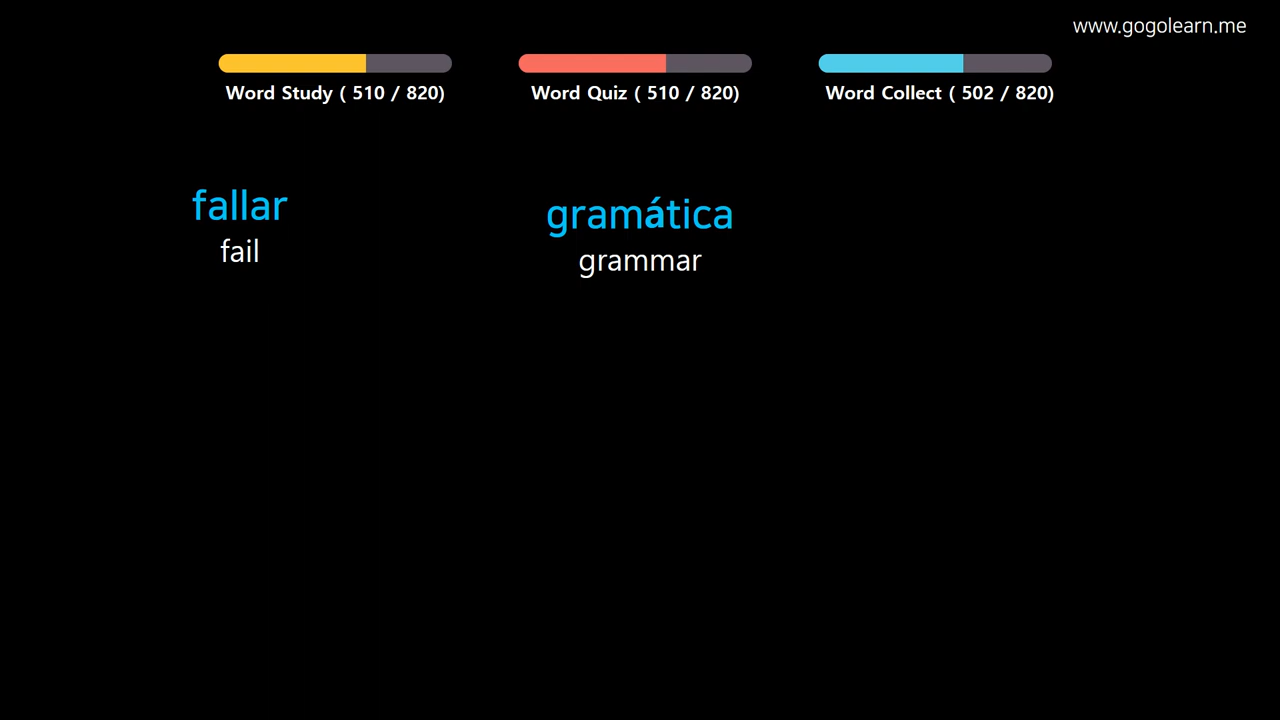 www.gogolearn.me
Word Study ( 510 / 820)
Word Quiz ( 510 / 820)
Word Collect ( 502 / 820)
fallar
fail
gramática
grammar